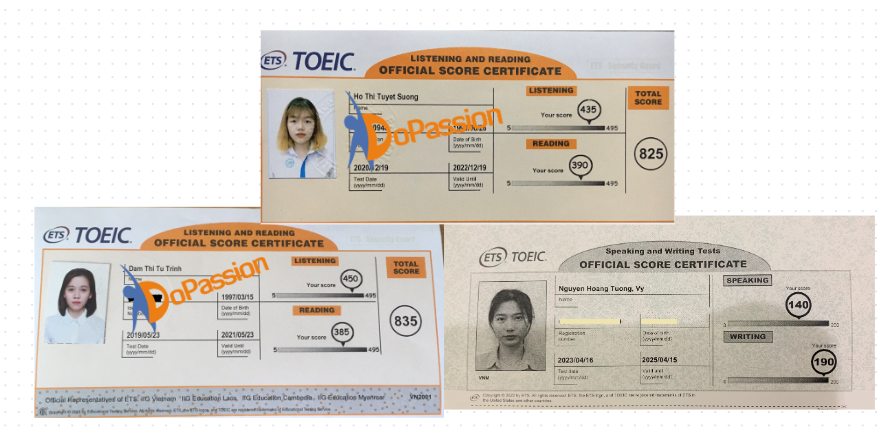 ETS TOEIC.
LISTENING AND READING
OFFICIAL SCORE CERTIFICATE
Ho Thi Tuyet Suong
Name
LISTENING
Your score
435
5
495
TOTAL
SCORE
825
READING
Your score
390
5
495
DoPassion
Date of Birth
(yyyy/mm/dd)
2020/12/19
2022/12/19
Test Date
(yyyy/mm/dd)
Valid Until
(yyyy/mm/dd)
ETS TOEIC.
LISTENING AND READING
OFFICIAL SCORE CERTIFICATE
Dam Thi Tu Trinh
LISTENING
Your score
450
5
495
TOTAL
SCORE
835
READING
Your score
385
5
495
DoPassion
1997/03/15
Date of Birth
(yyyy/mm/dd)
2019/05/23
2021/05/23
Test Date
(yyyy/mm/dd)
Valid Until
(yyyy/mm/dd)
Official Representatives of ETS: IIG Vietnam IIG Education Laos, IIG Education Cambodia, IIG Education Myanmar
VN2001
ETS TOEIC.
Speaking and Writing Tests
OFFICIAL SCORE CERTIFICATE
Nguyen Hoang Tuong, Vy
Name
SPEAKING
Your score
140
0
200
Registration
number
Date of birth
(yyyy/mm/dd)
WRITING
Your score
190
0
200
2023/04/16
2025/04/15
Test date
(yyyy/mm/dd)
Valid until
(yyyy/mm/dd)
VNM
Copyright © 2022 by ETS. All rights reserved. ETS, the ETS logo, and TOEIC are registered trademarks of ETS in
the United States and other countries.